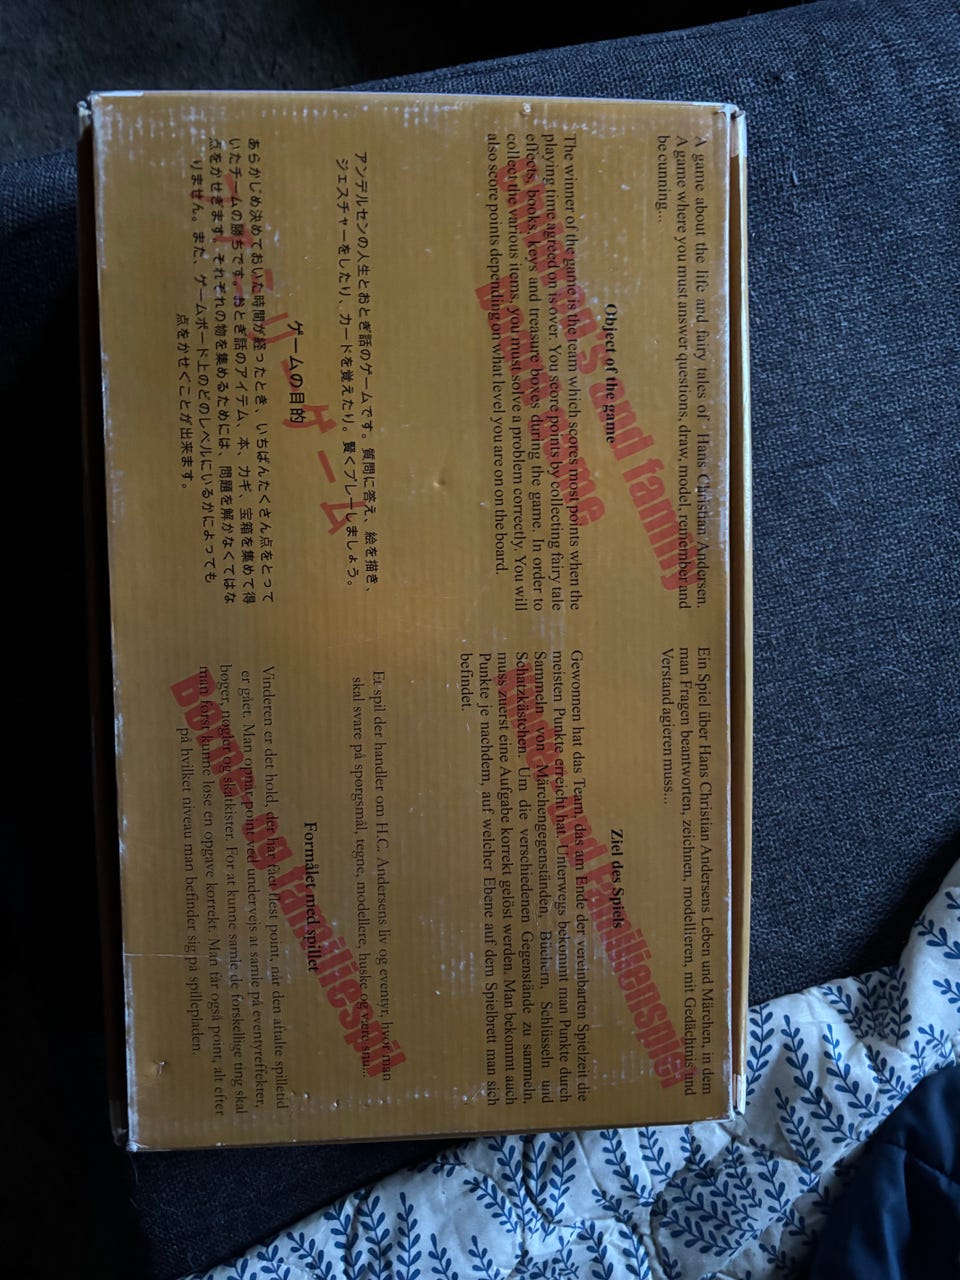 A game about the life and fairy tales of Hans Christian Andersen.
A game where you must answer questions, draw, model, remember and
be cunning...
Children's and family
board game
Object of the game
The winner of the game is the team which scores most points when the
playing time agreed on is over. You score points by collecting fairy tale
effects, books, keys and treasure boxes during the game. In order to
collect the various items, you must solve a problem correctly. You will
also score points depending on what level you are on on the board.
Ein Spiel über Hans Christian Andersens Leben und Märchen, in dem
man Fragen beantworten, zeichnen, modellieren, mit Gedächtnis und
Verstand agieren muss...
Kinder- und Familienspiel
Ziel des Spiels
Gewonnen hat das Team, das am Ende der vereinbarten Spielzeit die
meisten Punkte erreicht hat. Unterwegs bekommt man Punkte durch
Sammeln von Märchengegenständen, Büchern, Schlüsseln und
Schatzkästchen. Um die verschiedenen Gegenstände zu sammeln,
muss zuerst eine Aufgabe korrekt gelöst werden. Man bekommt auch
Punkte je nachdem, auf welcher Ebene auf dem Spielbrett man sich
befindet.
アンデルセンの人生とおとぎ話のゲームです。質問に答え、絵を描き、
ジェスチャーをしたり、カードを覚えたり。賢くプレーしましょう。
ファミリーゲーム
ゲームの目的
あらかじめ決めておいた時間が経ったとき、いちばんたくさん点をとって
いたチームの勝ちです。おとぎ話のアイテム、本、カギ、宝箱を集めて得
点をかせぎます。それぞれの物を集めるためには、問題を解かなくてはな
りません。また、ゲームボード上のどのレベルにいるかによっても
点をかせぐことが出来ます。
Et spil der handler om H.C. Andersens liv og eventyr, hvor man
skal svare på spørgsmål, tegne, modellere, huske og være snu...
Børne- og familiespil
Formålet med spillet
Vinderen er det hold, der har fået flest point, når den aftalte spilletid
er gået. Man opnår point ved undervejs at samle på eventyreffekter,
bøger, nøgler og skatkister. For at kunne samle de forskellige ting skal
man først kunne løse en opgave korrekt. Man får også point, alt efter
på hvilket niveau man befinder sig på spillepladen.